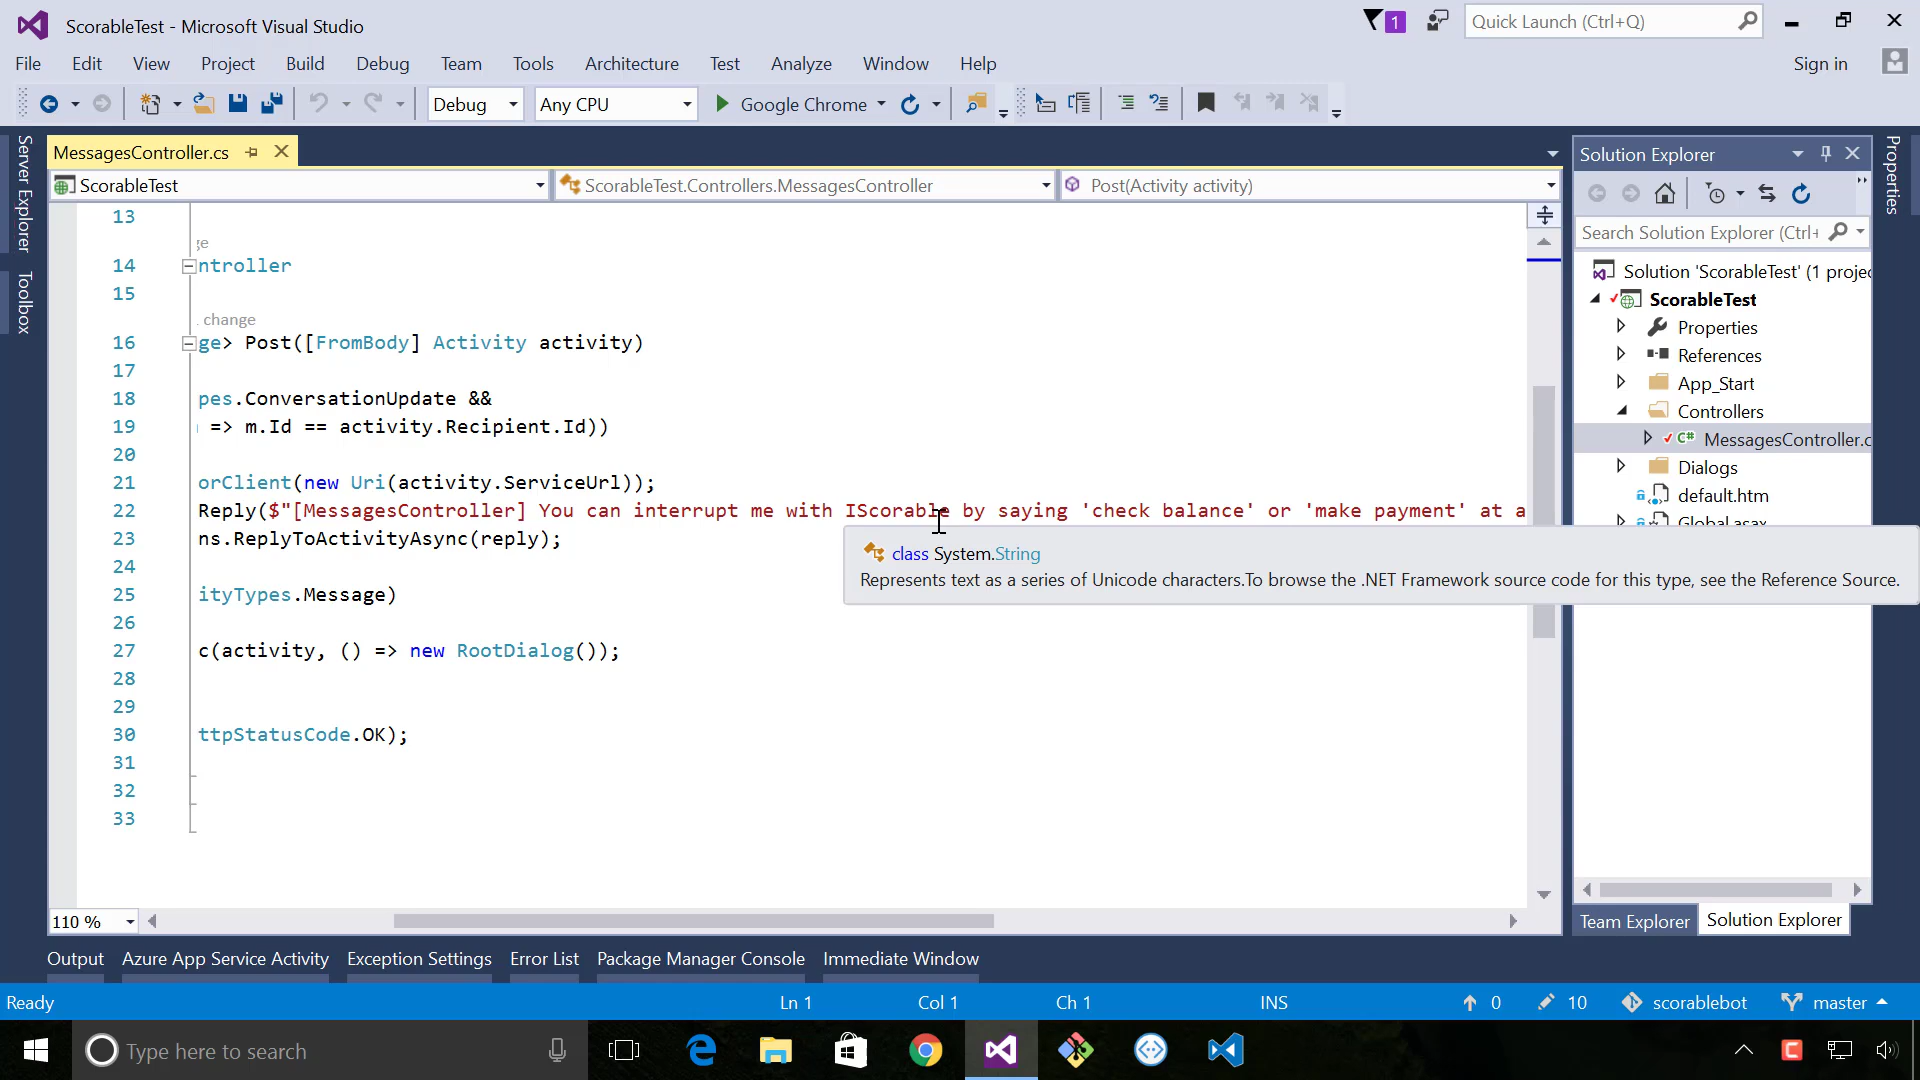 ScorableTest - Microsoft Visual Studio
1
Quick Launch (Ctrl+Q)
File Edit View Project Build Debug Team Tools Architecture Test Analyze Window Help
Sign in
Debug
Any CPU
Google Chrome
Server Explorer
Toolbox
MessagesController.cs
ScorableTest
ScorableTest.Controllers.MessagesController
Post(Activity activity)
13
ge
14 ntroller
15
change
16 ge> Post([FromBody] Activity activity)
17
18 pes.ConversationUpdate &&
19 => m.Id == activity.Recipient.Id))
20
21 orClient(new Uri(activity.ServiceUrl));
22 Reply($"[MessagesController] You can interrupt me with IScorable by saying 'check balance' or 'make payment' at a
23 ns.ReplyToActivityAsync(reply);
class System.String
Represents text as a series of Unicode characters.To browse the .NET Framework source code for this type, see the Reference Source.
24
25 ityTypes.Message)
26
27 c(activity, () => new RootDialog());
28
29
30 ttpStatusCode.OK);
31
32
33
110 %
Solution Explorer
Search Solution Explorer (Ctrl+
Solution 'ScorableTest' (1 projec
ScorableTest
Properties
References
App_Start
Controllers
C# MessagesController.c
Dialogs
default.htm
Global.asax
Team Explorer
Solution Explorer
Properties
Output Azure App Service Activity Exception Settings Error List Package Manager Console Immediate Window
Ready
Ln 1
Col 1
Ch 1
INS
0
10
scorablebot
master
Type here to search